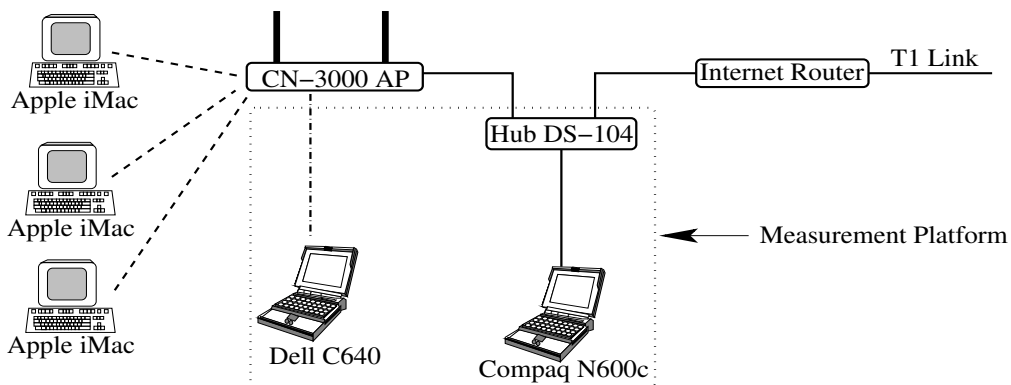 T1 Link
CN-3000 AP
Internet Router
Apple iMac
Hub DS-104
Apple iMac
Measurement Platform
Apple iMac
Dell C640
Compaq N600c